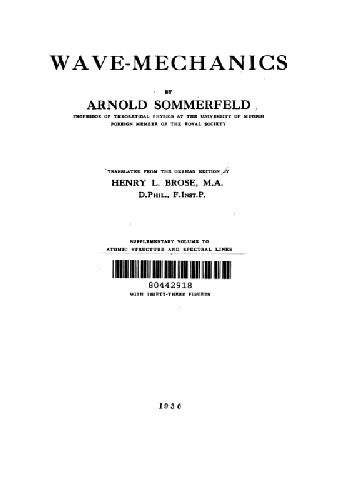 WAVE-MECHANICS
BY
ARNOLD SOMMERFELD
PROFESSOR OF THEORETICAL PHYSICS AT THE UNIVERSITY OF MUNICH
FOREIGN MEMBER OF THE ROYAL SOCIETY
TRANSLATED FROM THE GERMAN EDITION BY
HENRY L. BROSE, M.A.
D.PHIL., F.INST.P.
SUPPLEMENTARY VOLUME TO
ATOMIC STRUCTURE AND SPECTRAL LINES
80442918
WITH THIRTY-THREE FIGURES
1936